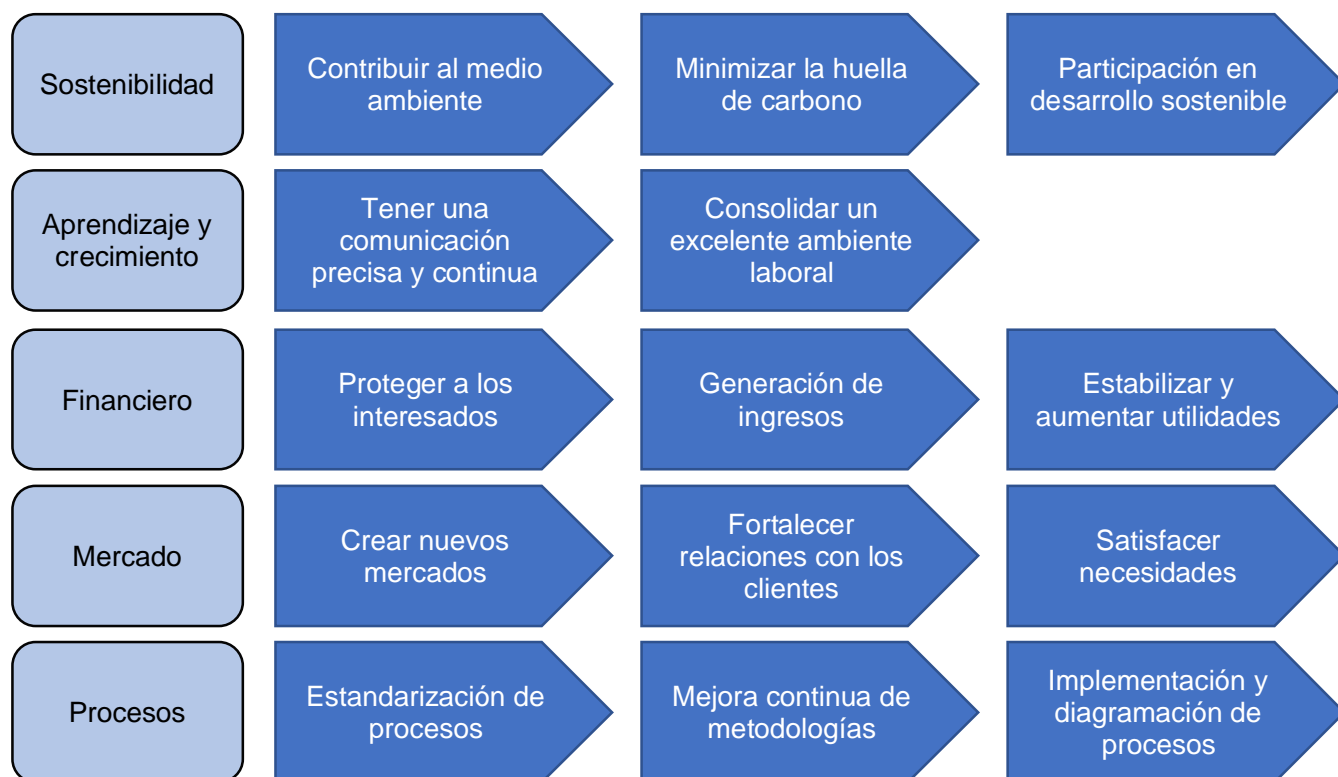 Sostenibilidad
Contribuir al medio
ambiente
Minimizar la huella
de carbono
Participación en
desarrollo sostenible
Aprendizaje y
crecimiento
Tener una
comunicación
precisa y continua
Consolidar un
excelente ambiente
laboral
Financiero
Proteger a los
interesados
Generación de
ingresos
Estabilizar y
aumentar utilidades
Mercado
Crear nuevos
mercados
Fortalecer
relaciones con los
clientes
Satisfacer
necesidades
Procesos
Estandarización de
procesos
Mejora continua de
metodologías
Implementación y
diagramación de
procesos